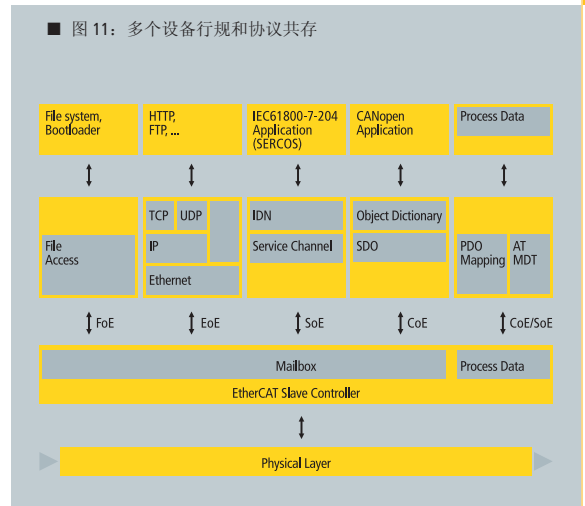 ■ 图 11：多个设备行规和协议共存
File system,
Bootloader
HTTP,
FTP, ...
IEC61800-7-204
Application
(SERCOS)
CANopen
Application
Process Data
File
Access
TCP
UDP
IP
Ethernet
IDN
Service Channel
Object Dictionary
SDO
PDO
Mapping
AT
MDT
FoE
EoE
SoE
CoE
CoE/SoE
Mailbox
Process Data
EtherCAT Slave Controller
Physical Layer